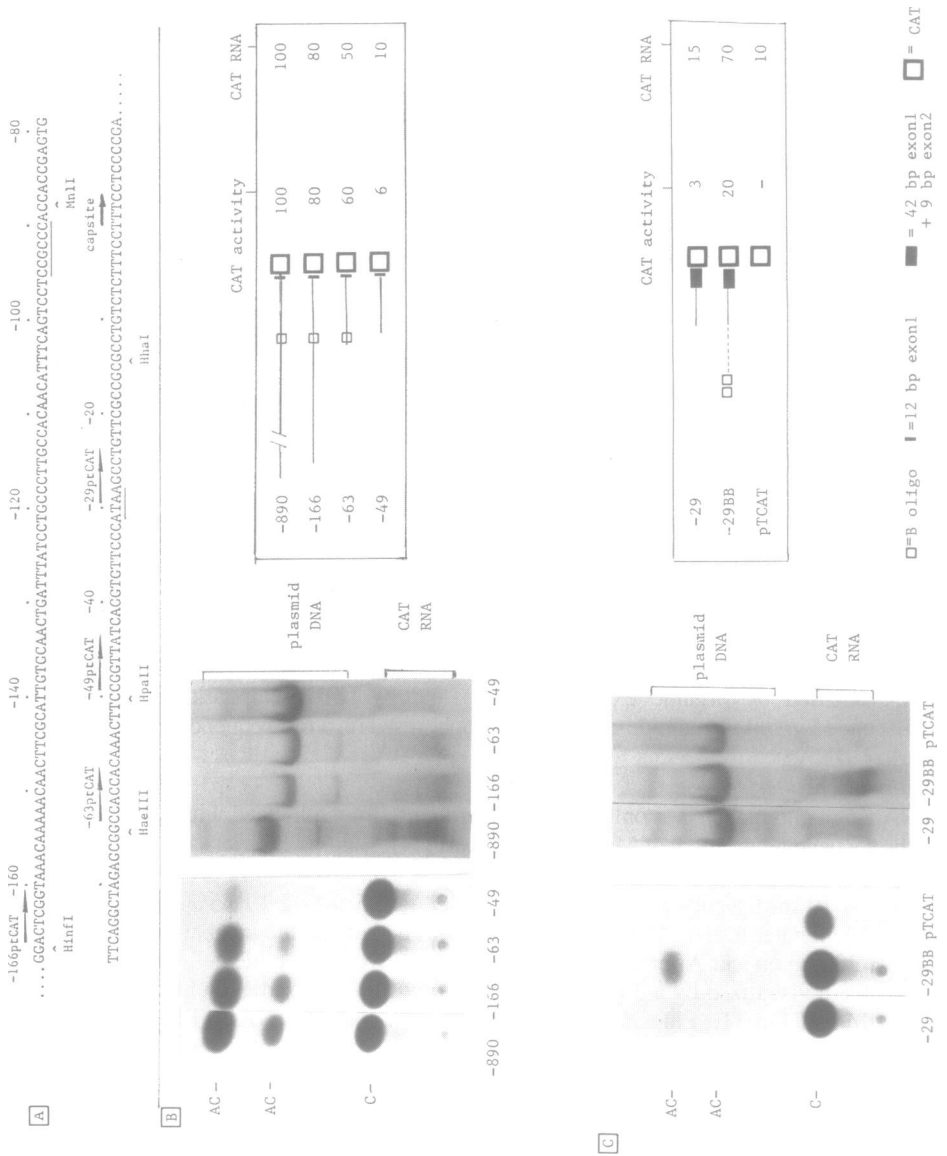 A
-166ptCAT -160 -140 -120 -100 -80
....GGACTCGGTAAACAAAAACAACTTCGCATTGTCCAACTGATTTATCCTGCCCTTGCCACAACATTTCAGTCCTCCGCCCACCACCGAGTG
HinfI MnlI
-63ptCAT -49ptCAT -40 -29ptCAT -20 capsite
TTCAGGCTAGAGCGGCCACCACAAACTTCCGGTTATCAGGTGTTCCCATAAGCCTGTTCGCCGCGCCTGTCTCTTTCCTTTCCTCCCCCGA.....
HaeIII HpaII HhaI
B
AC-
AC-
C-
-890 -166 -63 -49
plasmid
DNA
CAT
RNA
-890 -166 -63 -49
CAT activity CAT RNA
-890 100 100
-166 80 80
-63 60 50
-49 6 10
C
AC-
AC-
C-
-29 -29BB pTCAT
plasmid
DNA
CAT
RNA
-29 -29BB pTCAT
CAT activity CAT RNA
-29 3 15
-29BB 20 70
pTCAT - 10
=B oligo =12 bp exon1 = 42 bp exon1 = CAT
+ 9 bp exon2